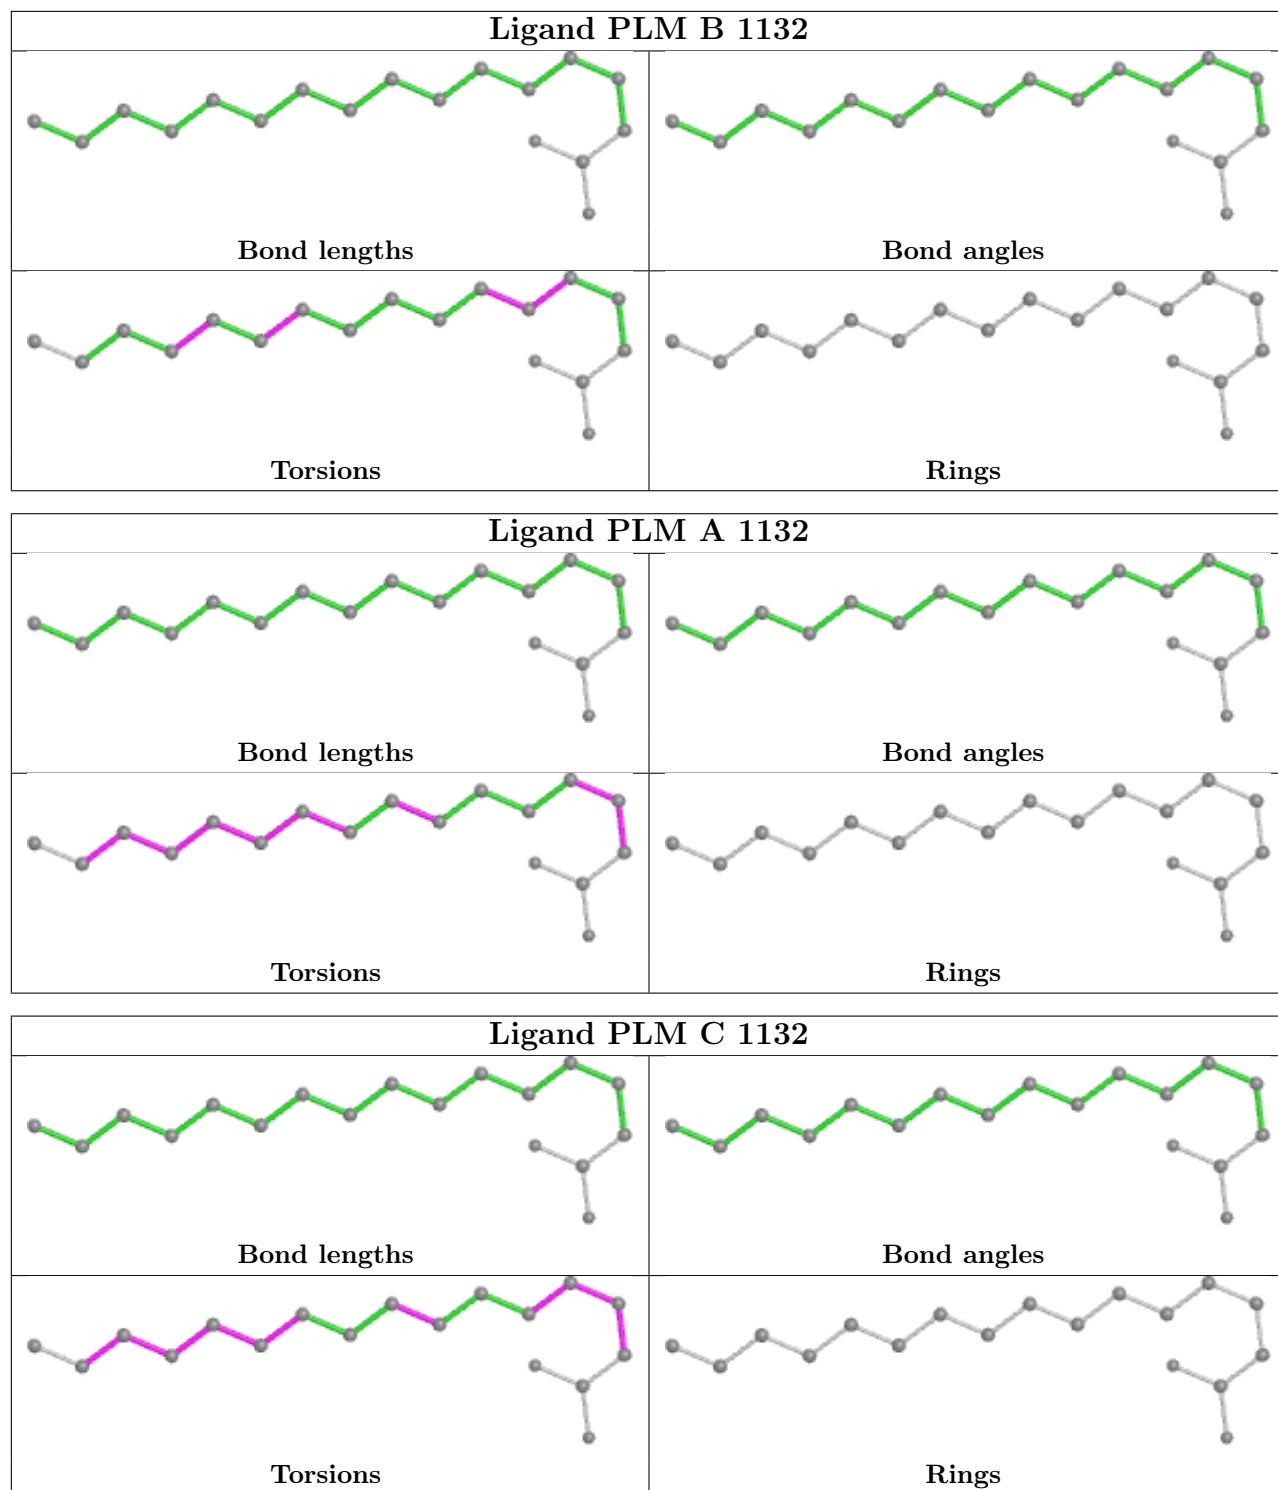 Ligand PLM B 1132
Bond lengths
Bond angles
Torsions
Rings
Ligand PLM A 1132
Bond lengths
Bond angles
Torsions
Rings
Ligand PLM C 1132
Bond lengths
Bond angles
Torsions
Rings